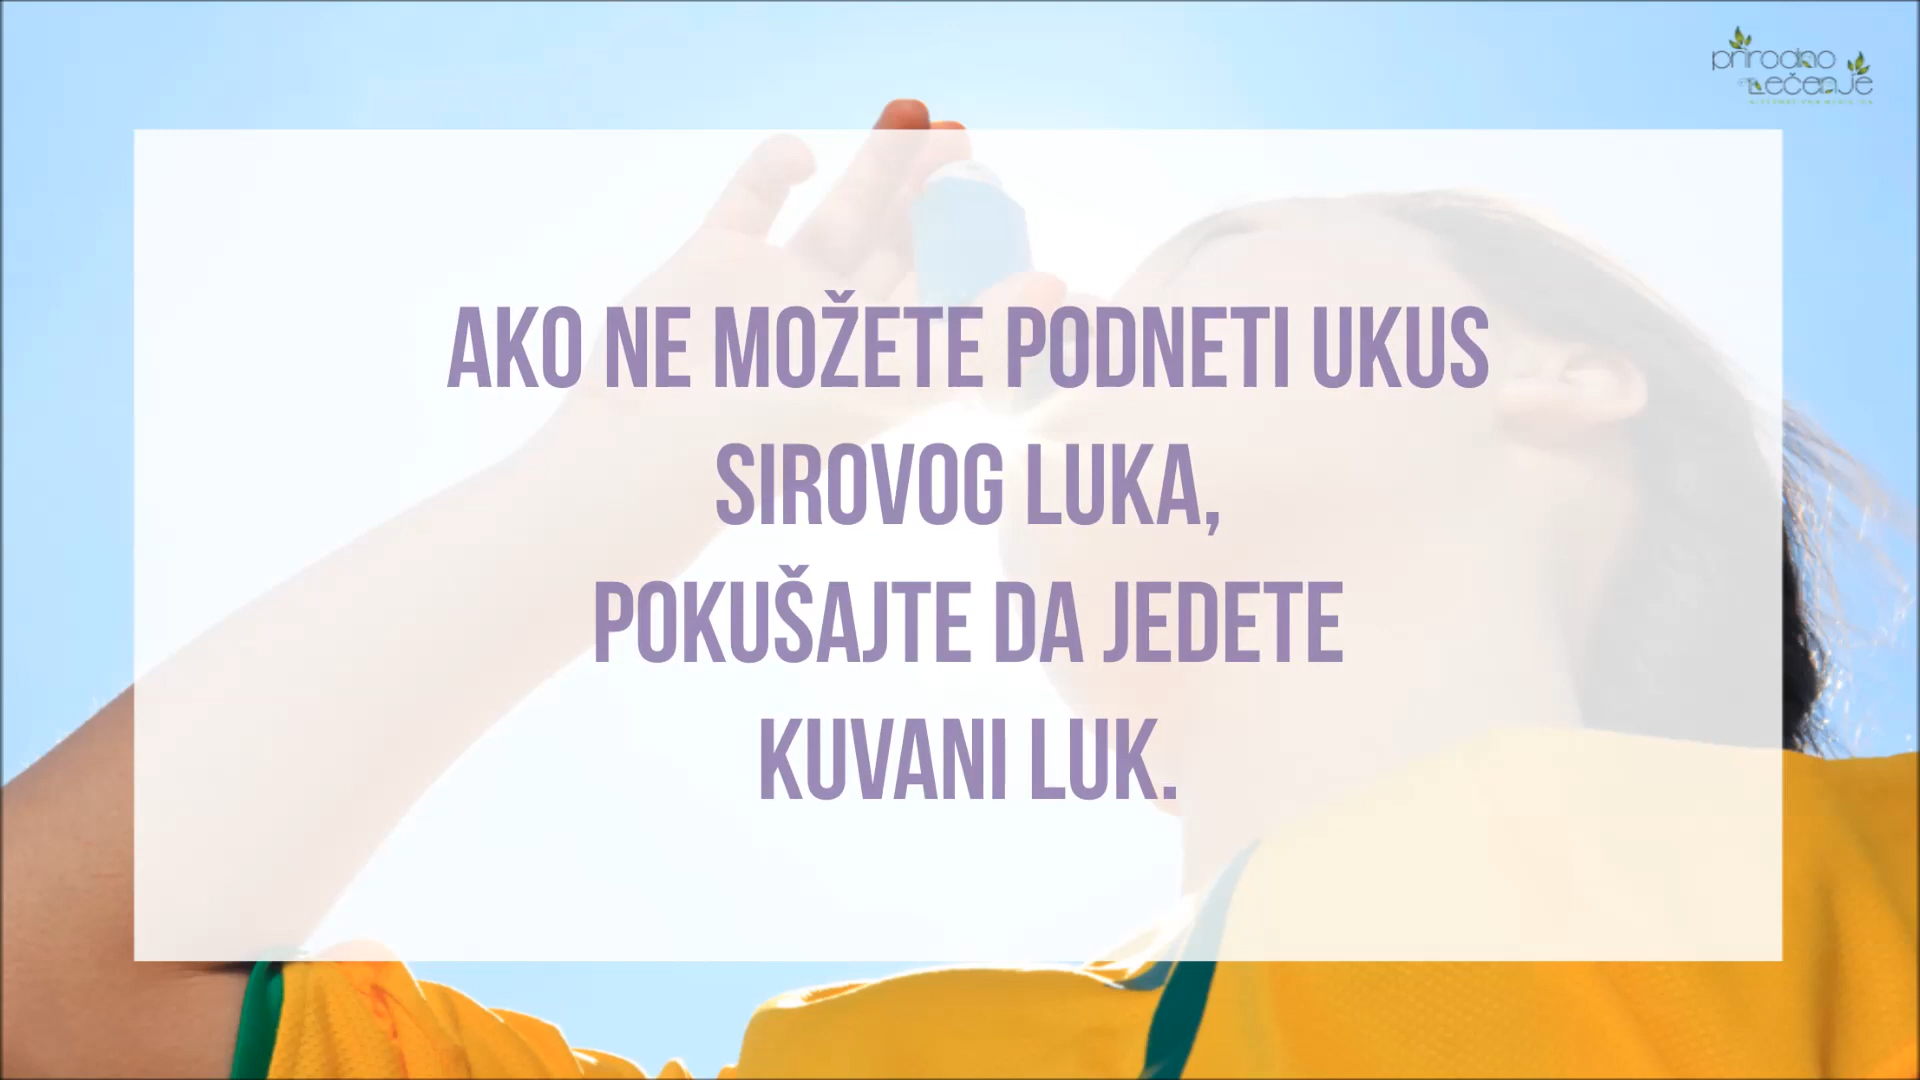 prirodno
Lečenje
AKO NE MOŽETE PODNETI UKUS
SIROVOG LUKA,
POKUŠAJTE DA JEDETE
KUVANI LUK.